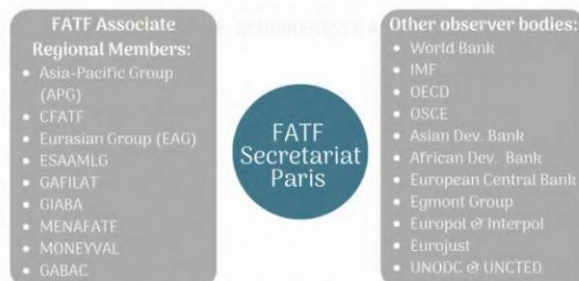 FATF Associate
Regional Members:
• Asia-Pacific Group
(APG)
• CFATF
• Eurasian Group (EAG)
• ESAAMLG
• GAFILAT
• GIABA
• MENAFATF
• MONEYVAL
• GABAC
FATF
Secretariat
Paris
Other observer bodies:
• World Bank
• IMF
• OECD
• OSCE
• Asian Dev. Bank
• African Dev. Bank
• European Central Bank
• Egmont Group
• Europol & Interpol
• Eurojust
• UNODC & UNCTED